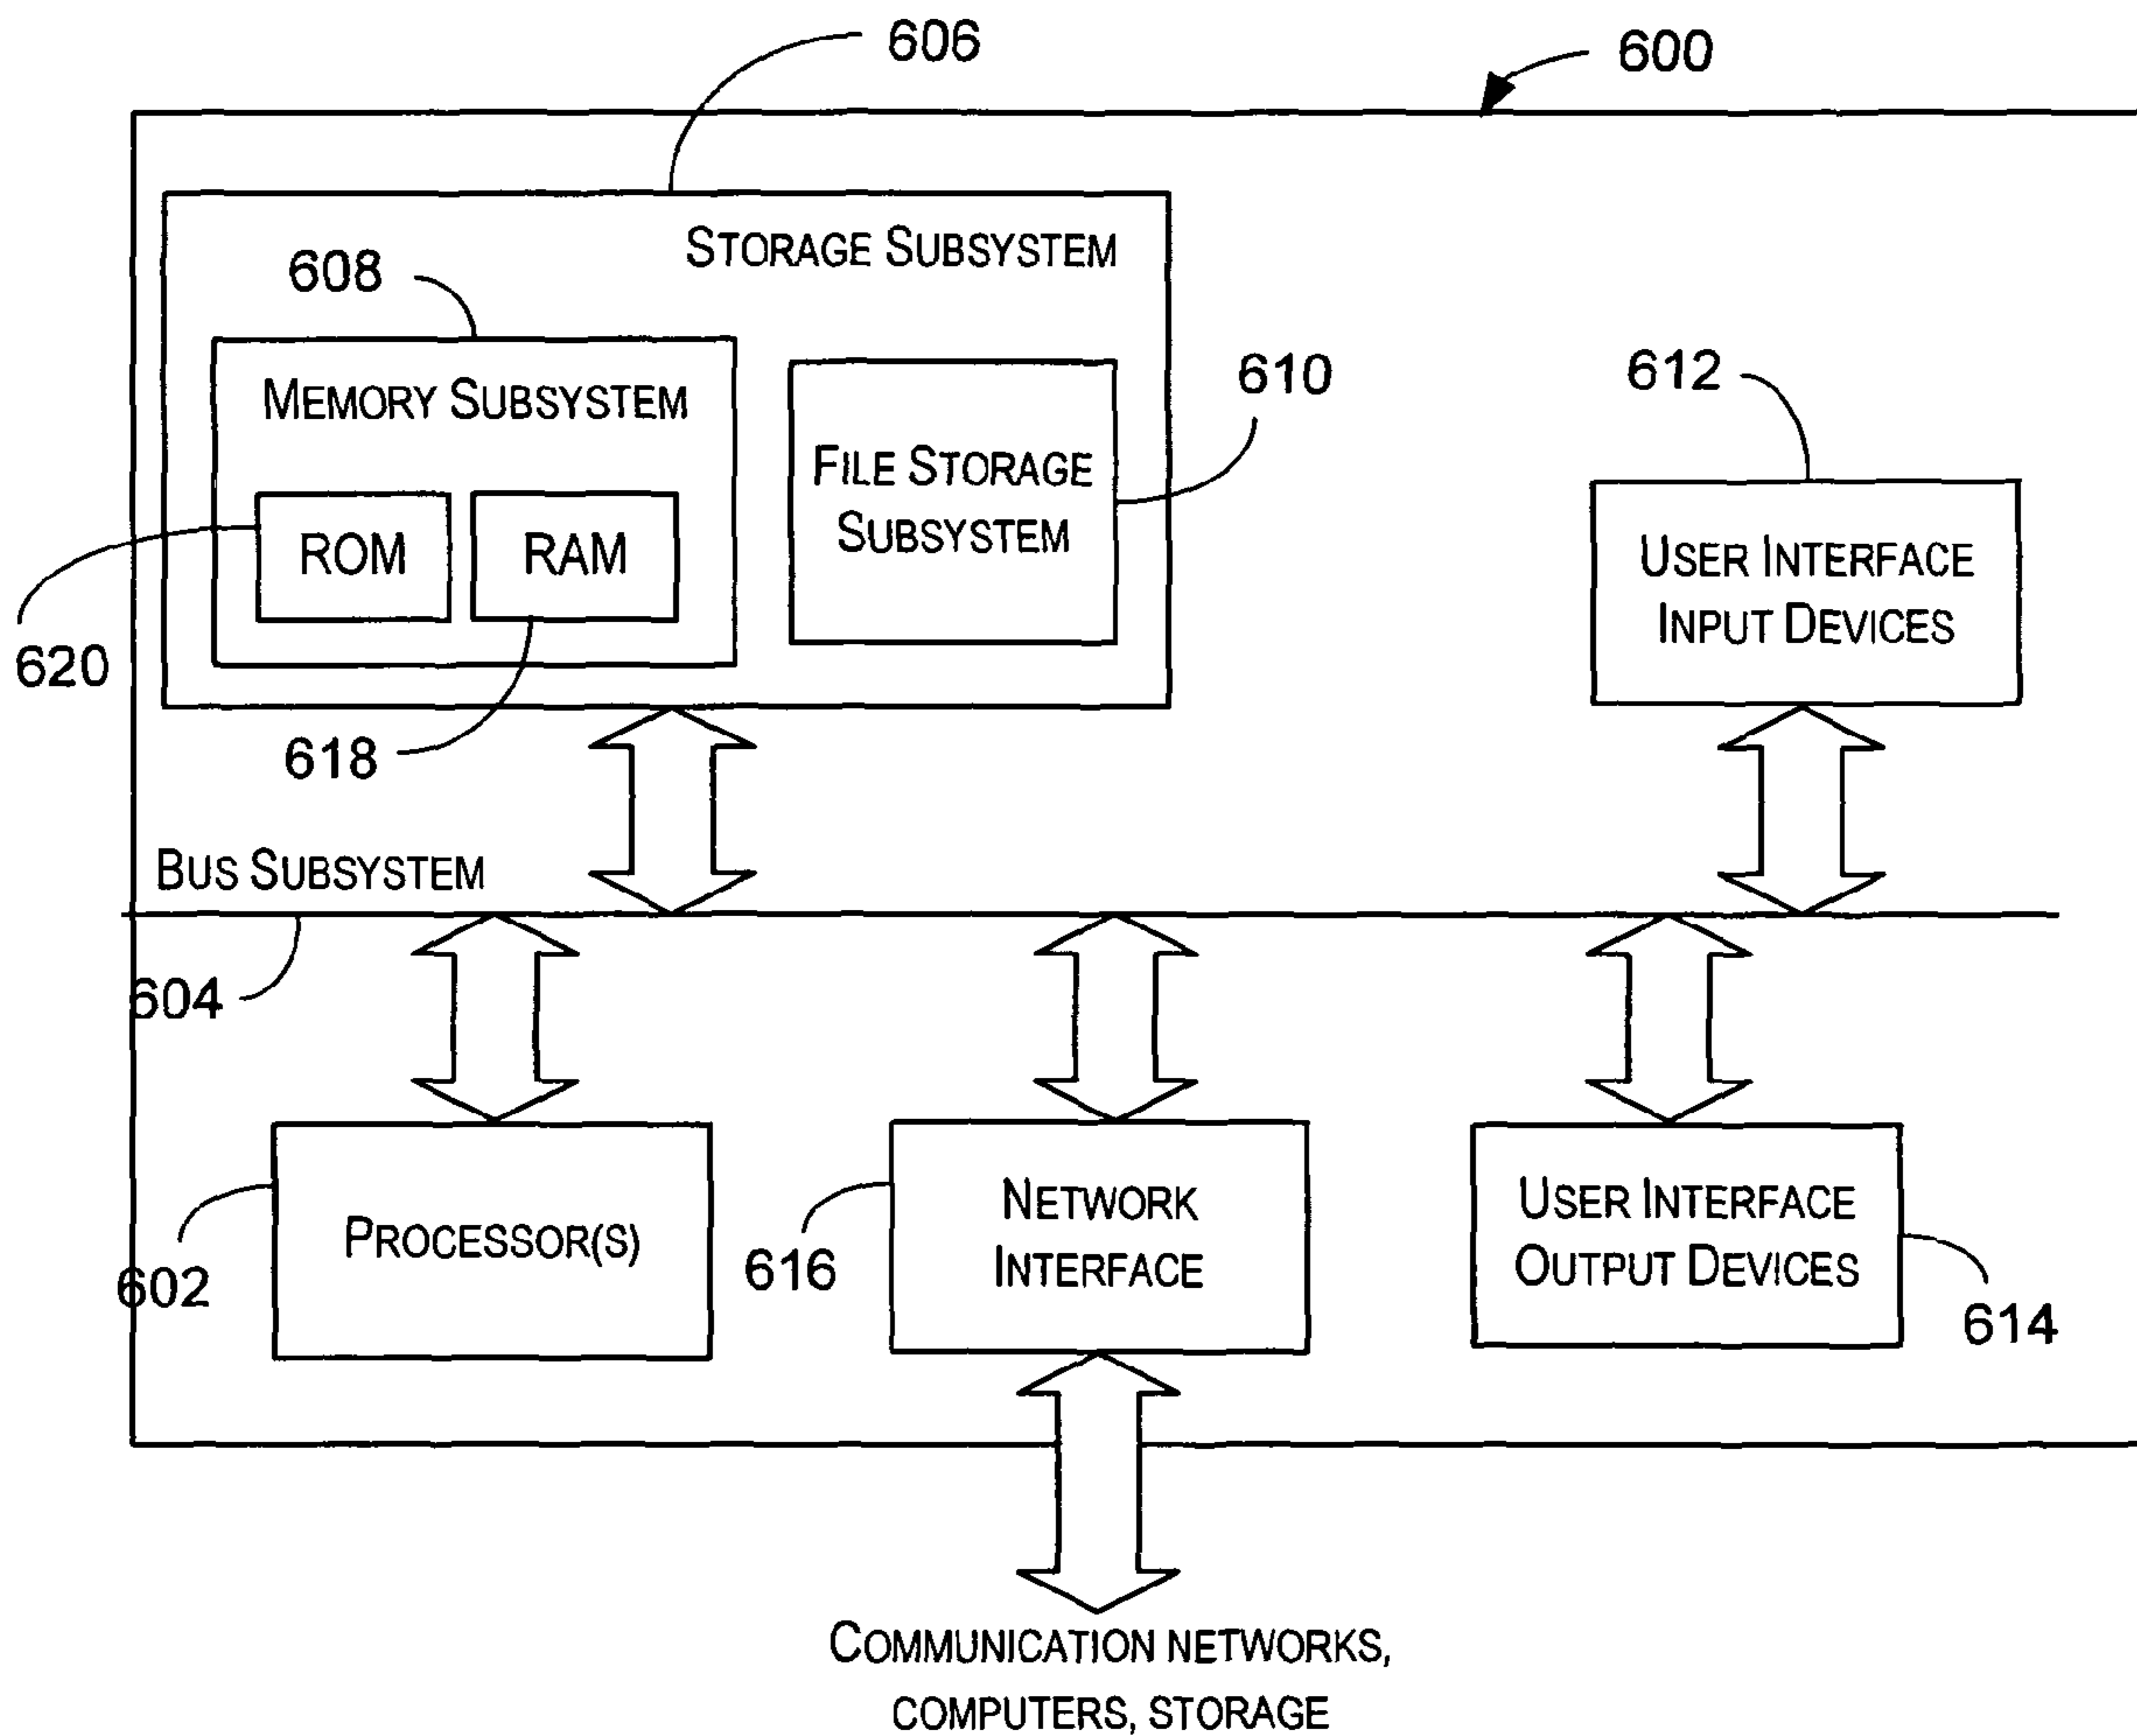 606
600
STORAGE SUBSYSTEM
608
MEMORY SUBSYSTEM
610
612
FILE STORAGE
SUBSYSTEM
ROM
RAM
USER INTERFACE
INPUT DEVICES
620
618
BUS SUBSYSTEM
604
PROCESSOR(S)
602
NETWORK
INTERFACE
616
USER INTERFACE
OUTPUT DEVICES
614
COMMUNICATION NETWORKS,
COMPUTERS, STORAGE